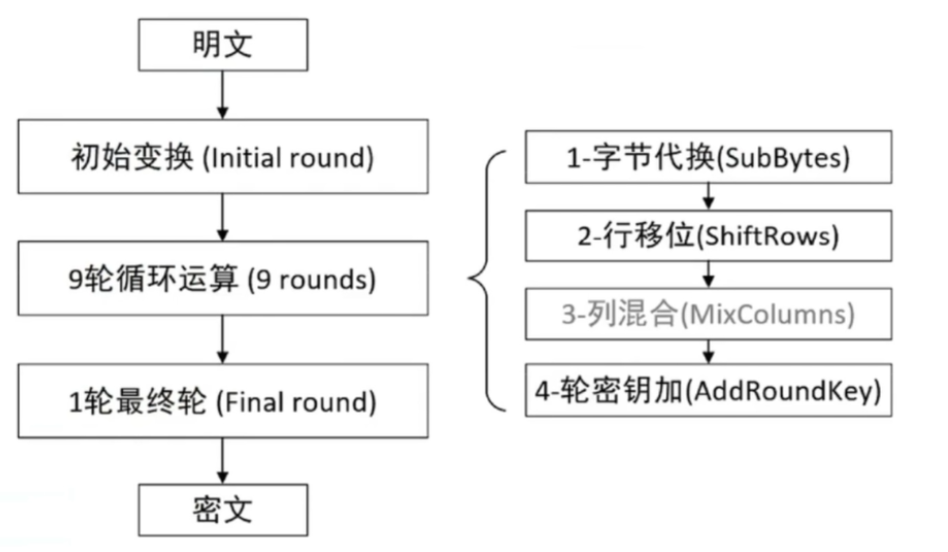 明文
初始变换 (Initial round)
9轮循环运算 (9 rounds)
1轮最终轮 (Final round)
密文
1-字节代换(SubBytes)
2-行移位(ShiftRows)
3-列混合(MixColumns)
4-轮密钥加(AddRoundKey)